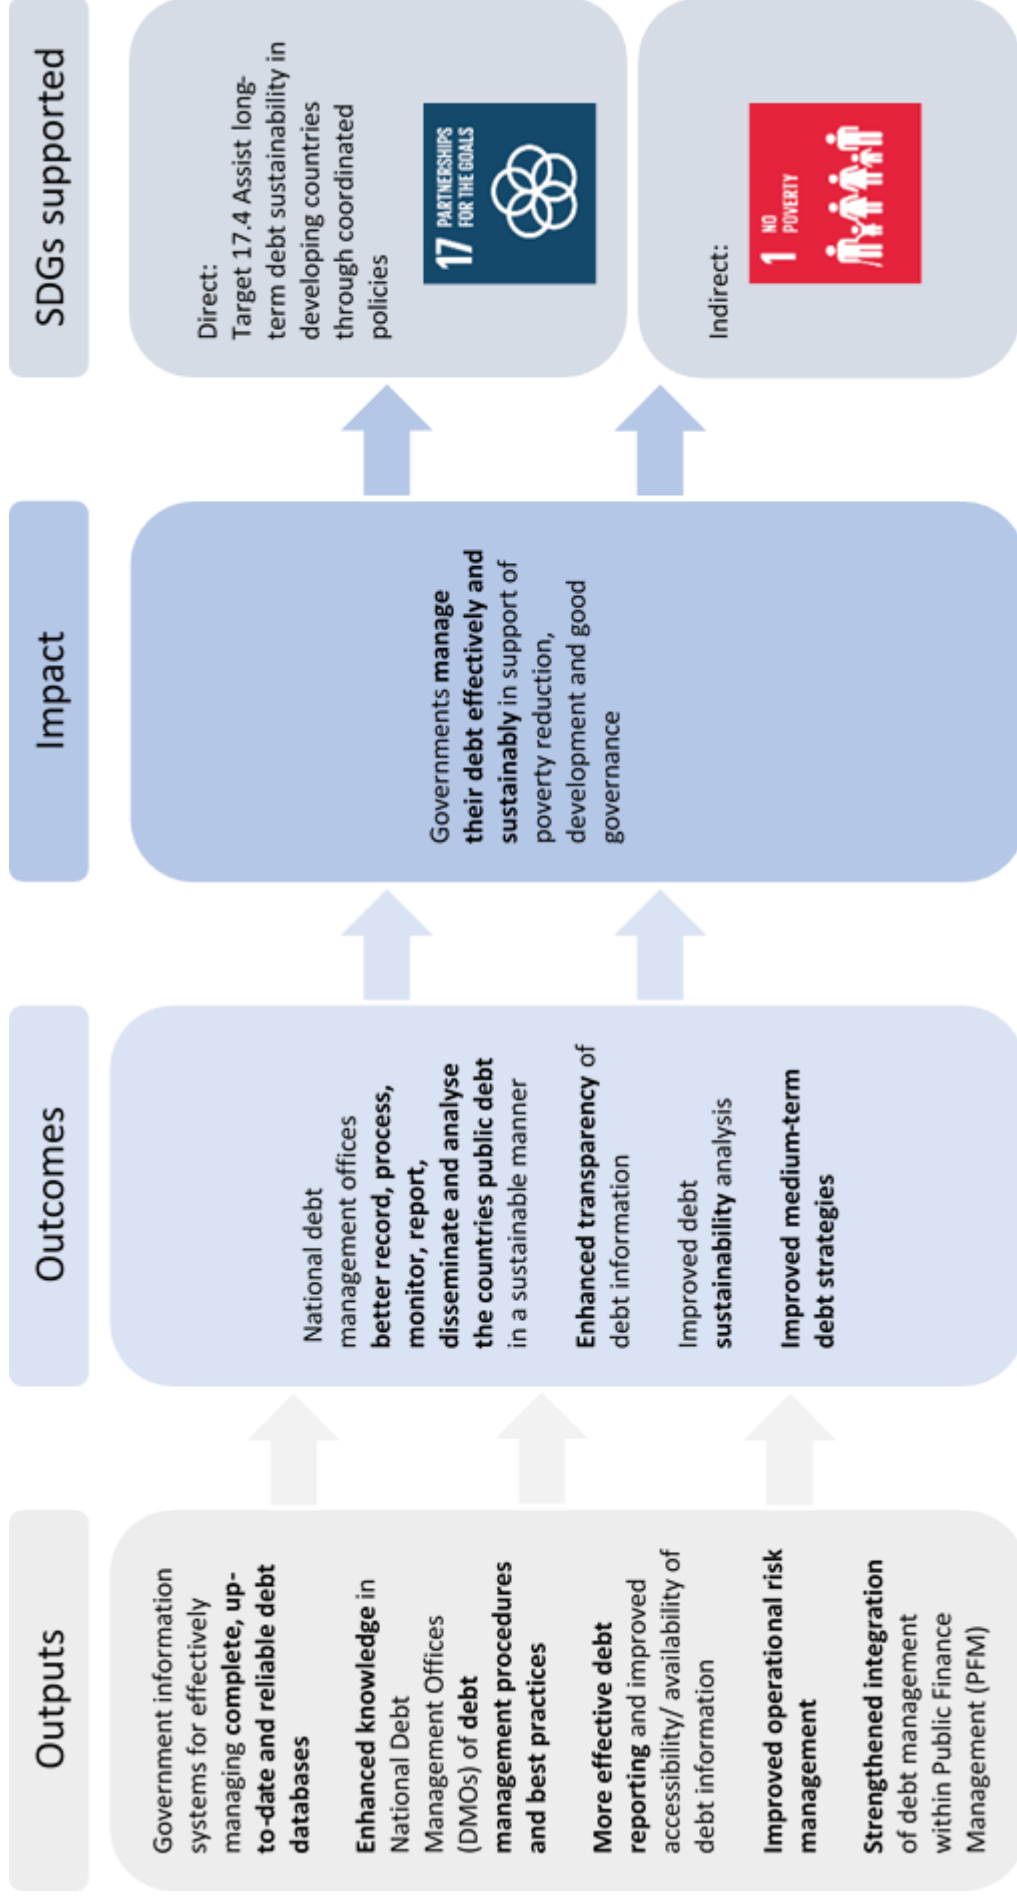 Outputs
Government information
systems for effectively
managing complete, up-
to-date and reliable debt
databases
Enhanced knowledge in
National Debt
Management Offices
(DMOs) of debt
management procedures
and best practices
More effective debt
reporting and improved
accessibility/ availability of
debt information
Improved operational risk
management
Strengthened integration
of debt management
within Public Finance
Management (PFM)
Outcomes
National debt
management offices
better record, process,
monitor, report,
disseminate and analyse
the countries public debt
in a sustainable manner
Enhanced transparency of
debt information
Improved debt
sustainability analysis
Improved medium-term
debt strategies
Impact
Governments manage
their debt effectively and
sustainably in support of
poverty reduction,
development and good
governance
SDGs supported
Direct:
Target 17.4 Assist long-
term debt sustainability in
developing countries
through coordinated
policies
17 PARTNERSHIPS
FOR THE GOALS
Indirect:
1 NO
POVERTY